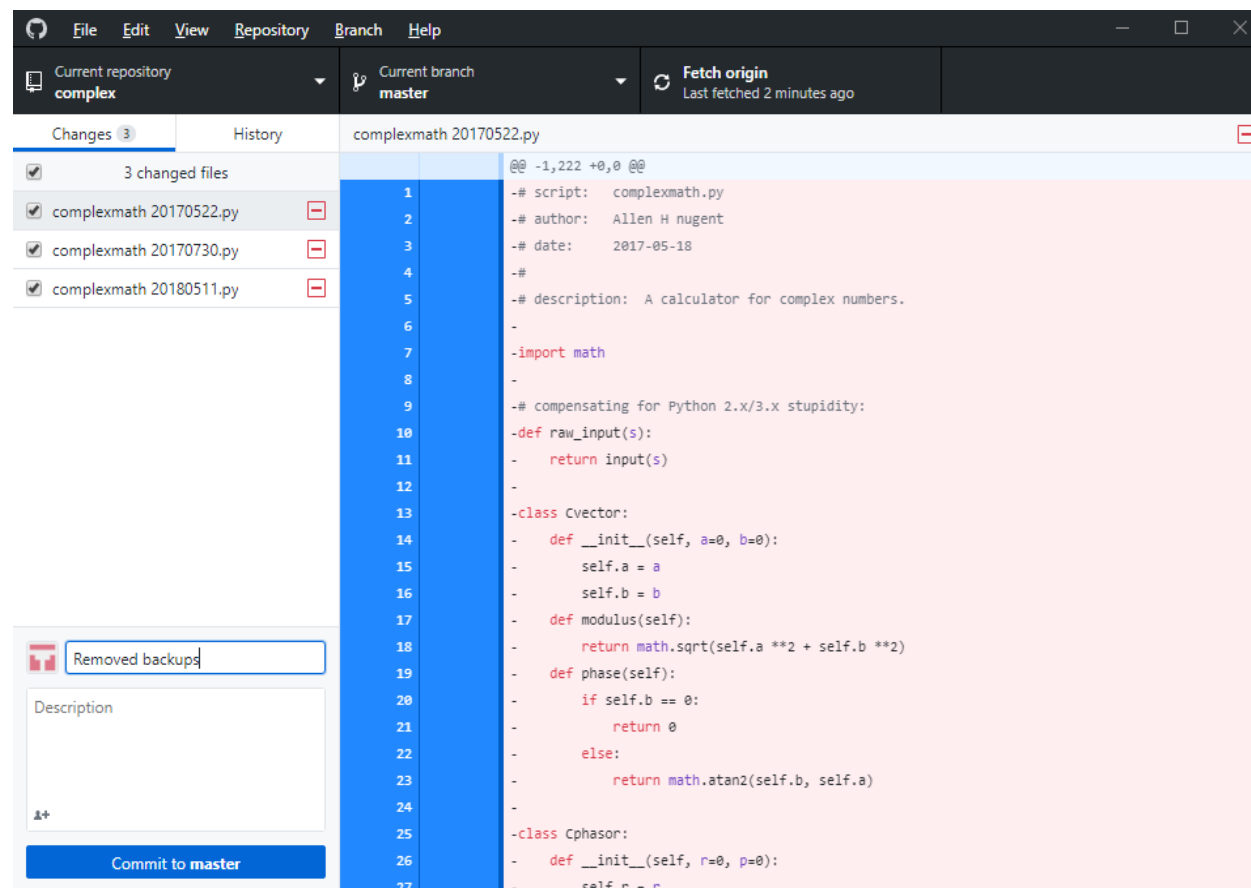 File Edit View Repository Branch Help
Current repository
complex
Current branch
master
Fetch origin
Last fetched 2 minutes ago
Changes 3 History
3 changed files
complexmath 20170522.py
complexmath 20170730.py
complexmath 20180511.py
Removed backups
Description
Commit to master
complexmath 20170522.py
@@ -1,222 +0,0 @@
1 -# script:   complexmath.py
2 -# author:   Allen H nugent
3 -# date:     2017-05-18
4 -#
5 -# description:  A calculator for complex numbers.
6 -
7 -import math
8 -
9 -# compensating for Python 2.x/3.x stupidity:
10 -def raw_input(s):
11 -    return input(s)
12 -
13 -class Cvector:
14 -    def __init__(self, a=0, b=0):
15 -        self.a = a
16 -        self.b = b
17 -    def modulus(self):
18 -        return math.sqrt(self.a **2 + self.b **2)
19 -    def phase(self):
20 -        if self.b == 0:
21 -            return 0
22 -        else:
23 -            return math.atan2(self.b, self.a)
24 -
25 -class Cphasor:
26 -    def __init__(self, r=0, p=0):
27 -        self.r = r